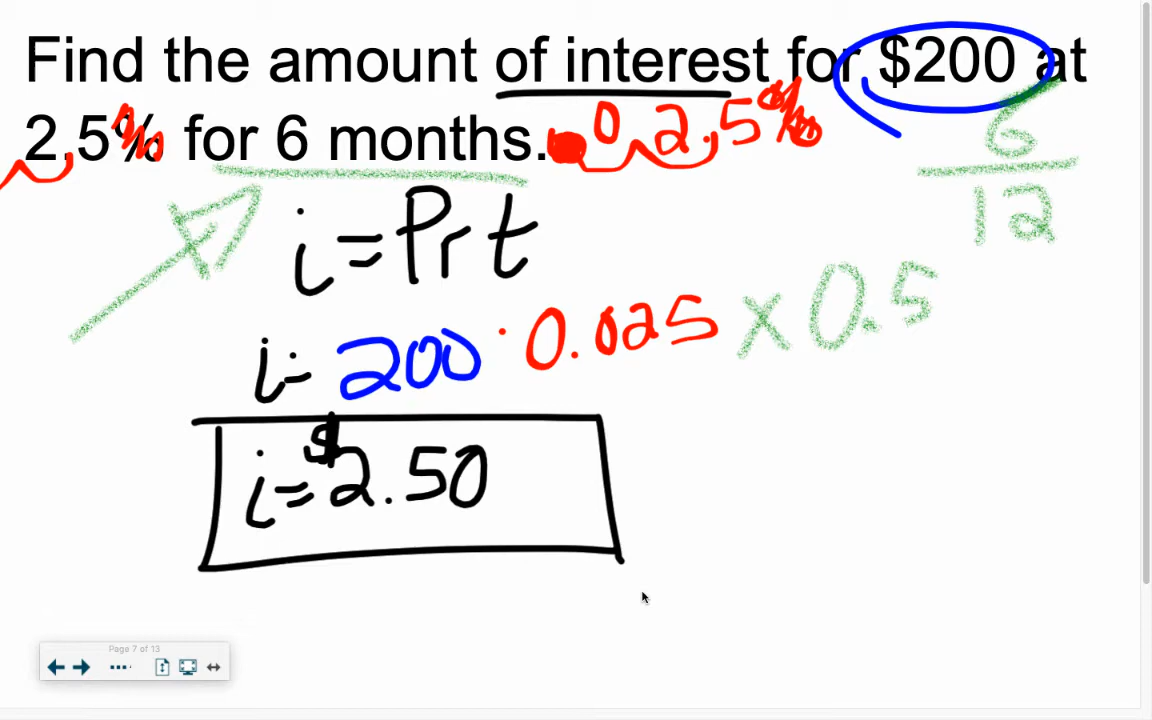 Find the amount of interest for $200 at
2.5% for 6 months.
0 2.5%
6
12
i = Prt
i = 200 · 0.025 x 0.5
i = $2.50
Page 7 of 13